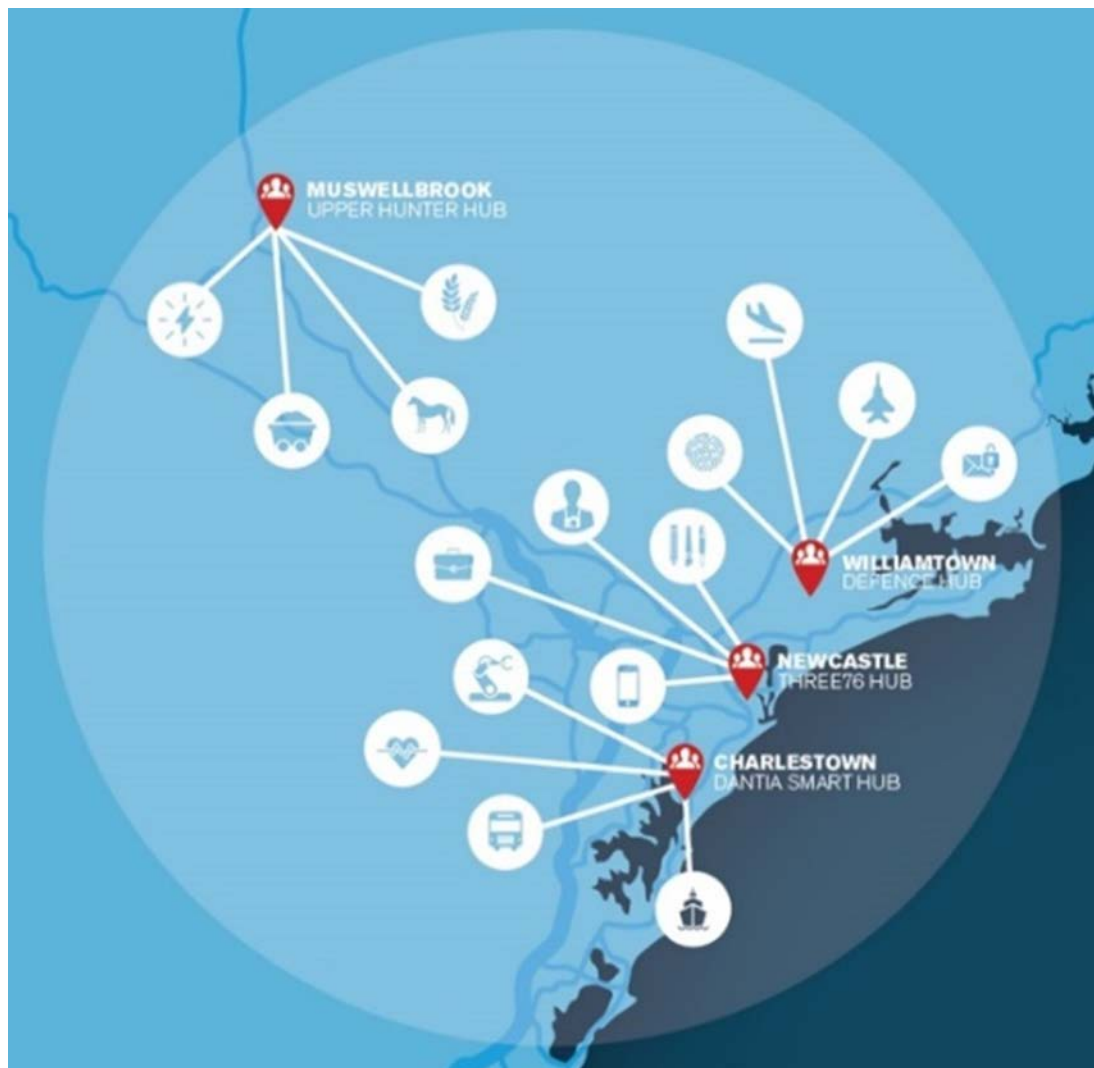 MUSWELLBROOK
UPPER HUNTER HUB
WILLIAMTOWN
DEFENCE HUB
NEWCASTLE
THREE76 HUB
CHARLESTOWN
DANTIA SMART HUB